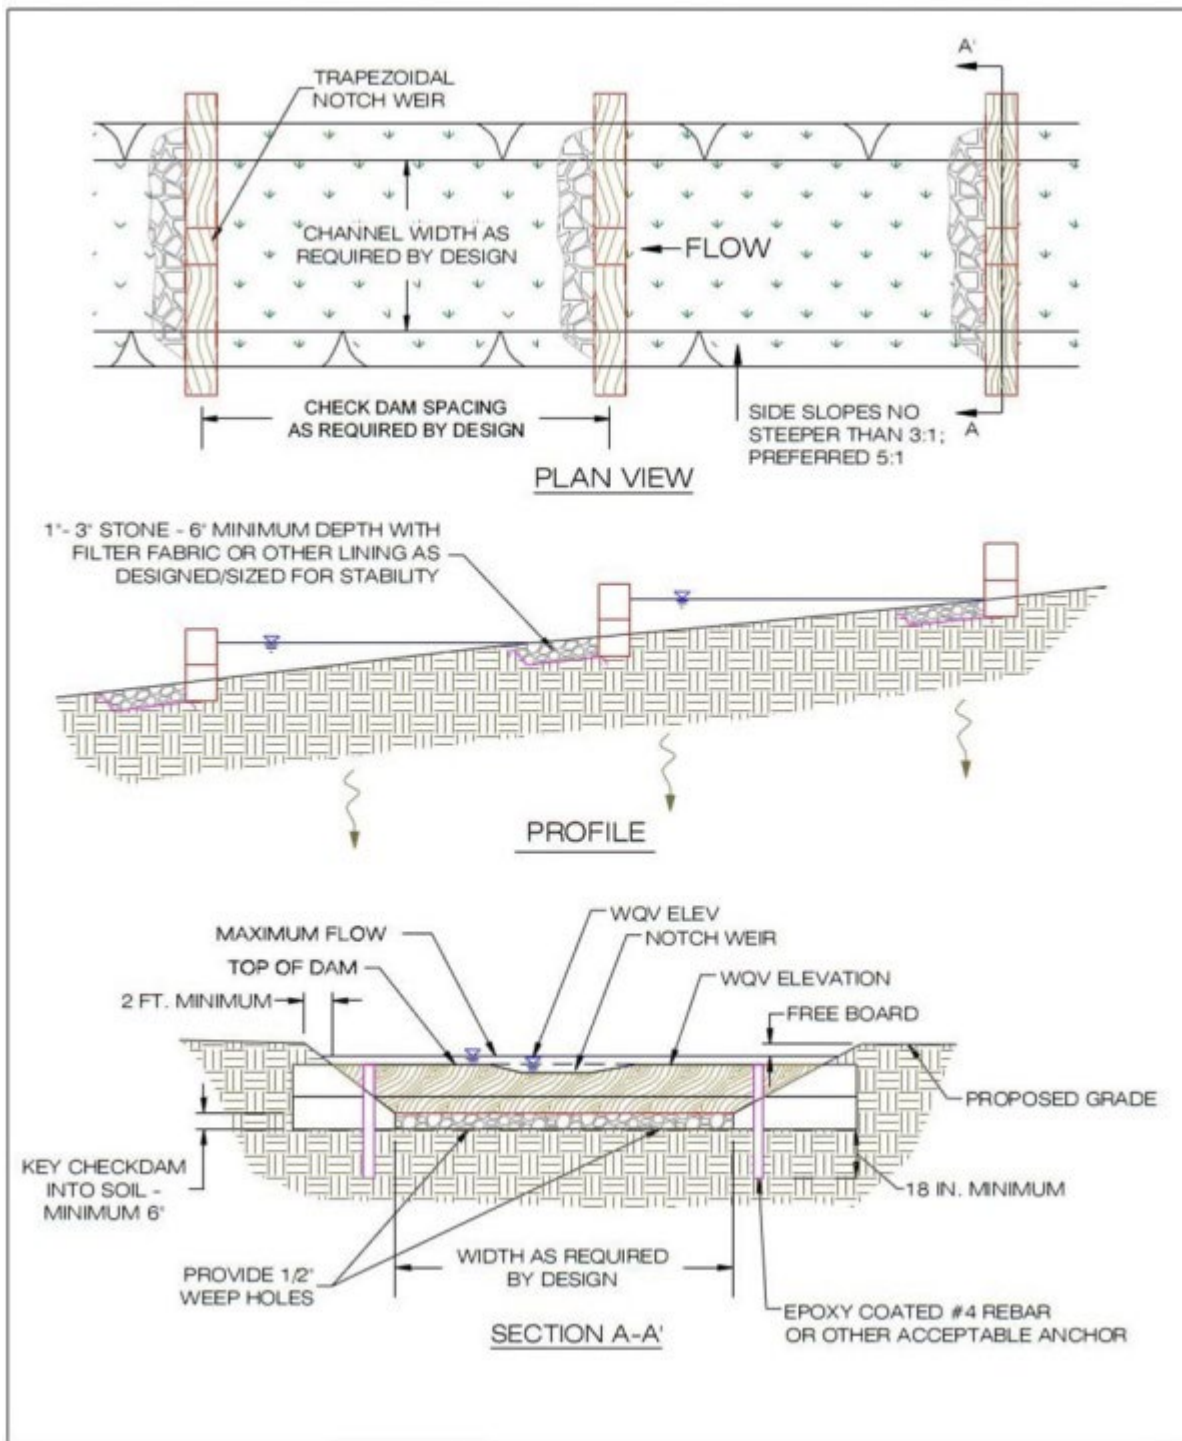 A'
TRAPEZOIDAL
NOTCH WEIR
CHANNEL WIDTH AS
REQUIRED BY DESIGN
FLOW
CHECK DAM SPACING
AS REQUIRED BY DESIGN
SIDE SLOPES NO
STEEPER THAN 3:1;
PREFERRED 5:1
A
PLAN VIEW
1"- 3" STONE - 6" MINIMUM DEPTH WITH
FILTER FABRIC OR OTHER LINING AS
DESIGNED/SIZED FOR STABILITY
PROFILE
WQV ELEV
MAXIMUM FLOW
NOTCH WEIR
TOP OF DAM
WQV ELEVATION
2 FT. MINIMUM
FREE BOARD
PROPOSED GRADE
KEY CHECKDAM
INTO SOIL -
MINIMUM 6"
18 IN. MINIMUM
WIDTH AS REQUIRED
BY DESIGN
PROVIDE 1/2"
WEEP HOLES
EPOXY COATED #4 REBAR
OR OTHER ACCEPTABLE ANCHOR
SECTION A-A'